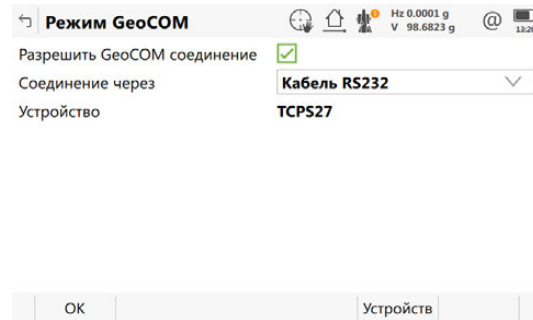 Режим GeoCOM
Hz 0.0001 g
V 98.6823 g
@
Разрешить GeoCOM соединение
Соединение через
Кабель RS232
Устройство
TCPS27
OK
Устройств